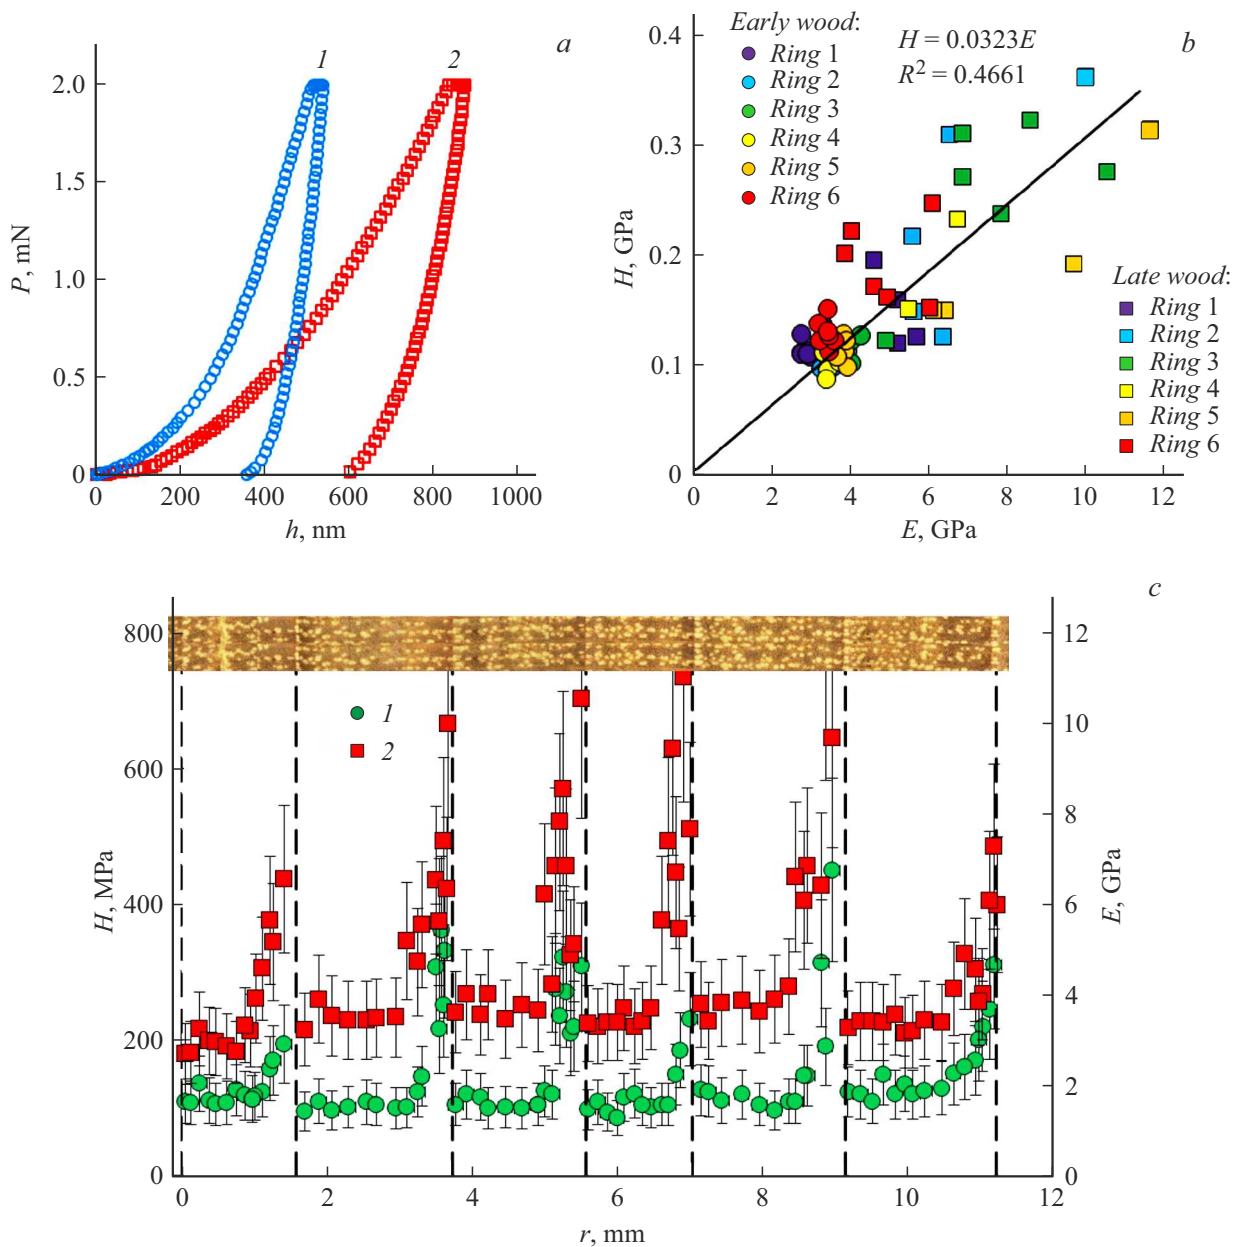 1
2
a
2.0
1.5
1.0
0.5
0
P, mN
0 200 400 600 800 1000
h, nm
b
Early wood:
Ring 1
Ring 2
Ring 3
Ring 4
Ring 5
Ring 6
H = 0.0323E
R² = 0.4661
0.4
0.3
0.2
0.1
0
H, GPa
Late wood:
Ring 1
Ring 2
Ring 3
Ring 4
Ring 5
Ring 6
0 2 4 6 8 10 12
E, GPa
c
1
2
800
600
400
200
0
H, MPa
12
10
8
6
4
2
0
E, GPa
0 2 4 6 8 10 12
r, mm